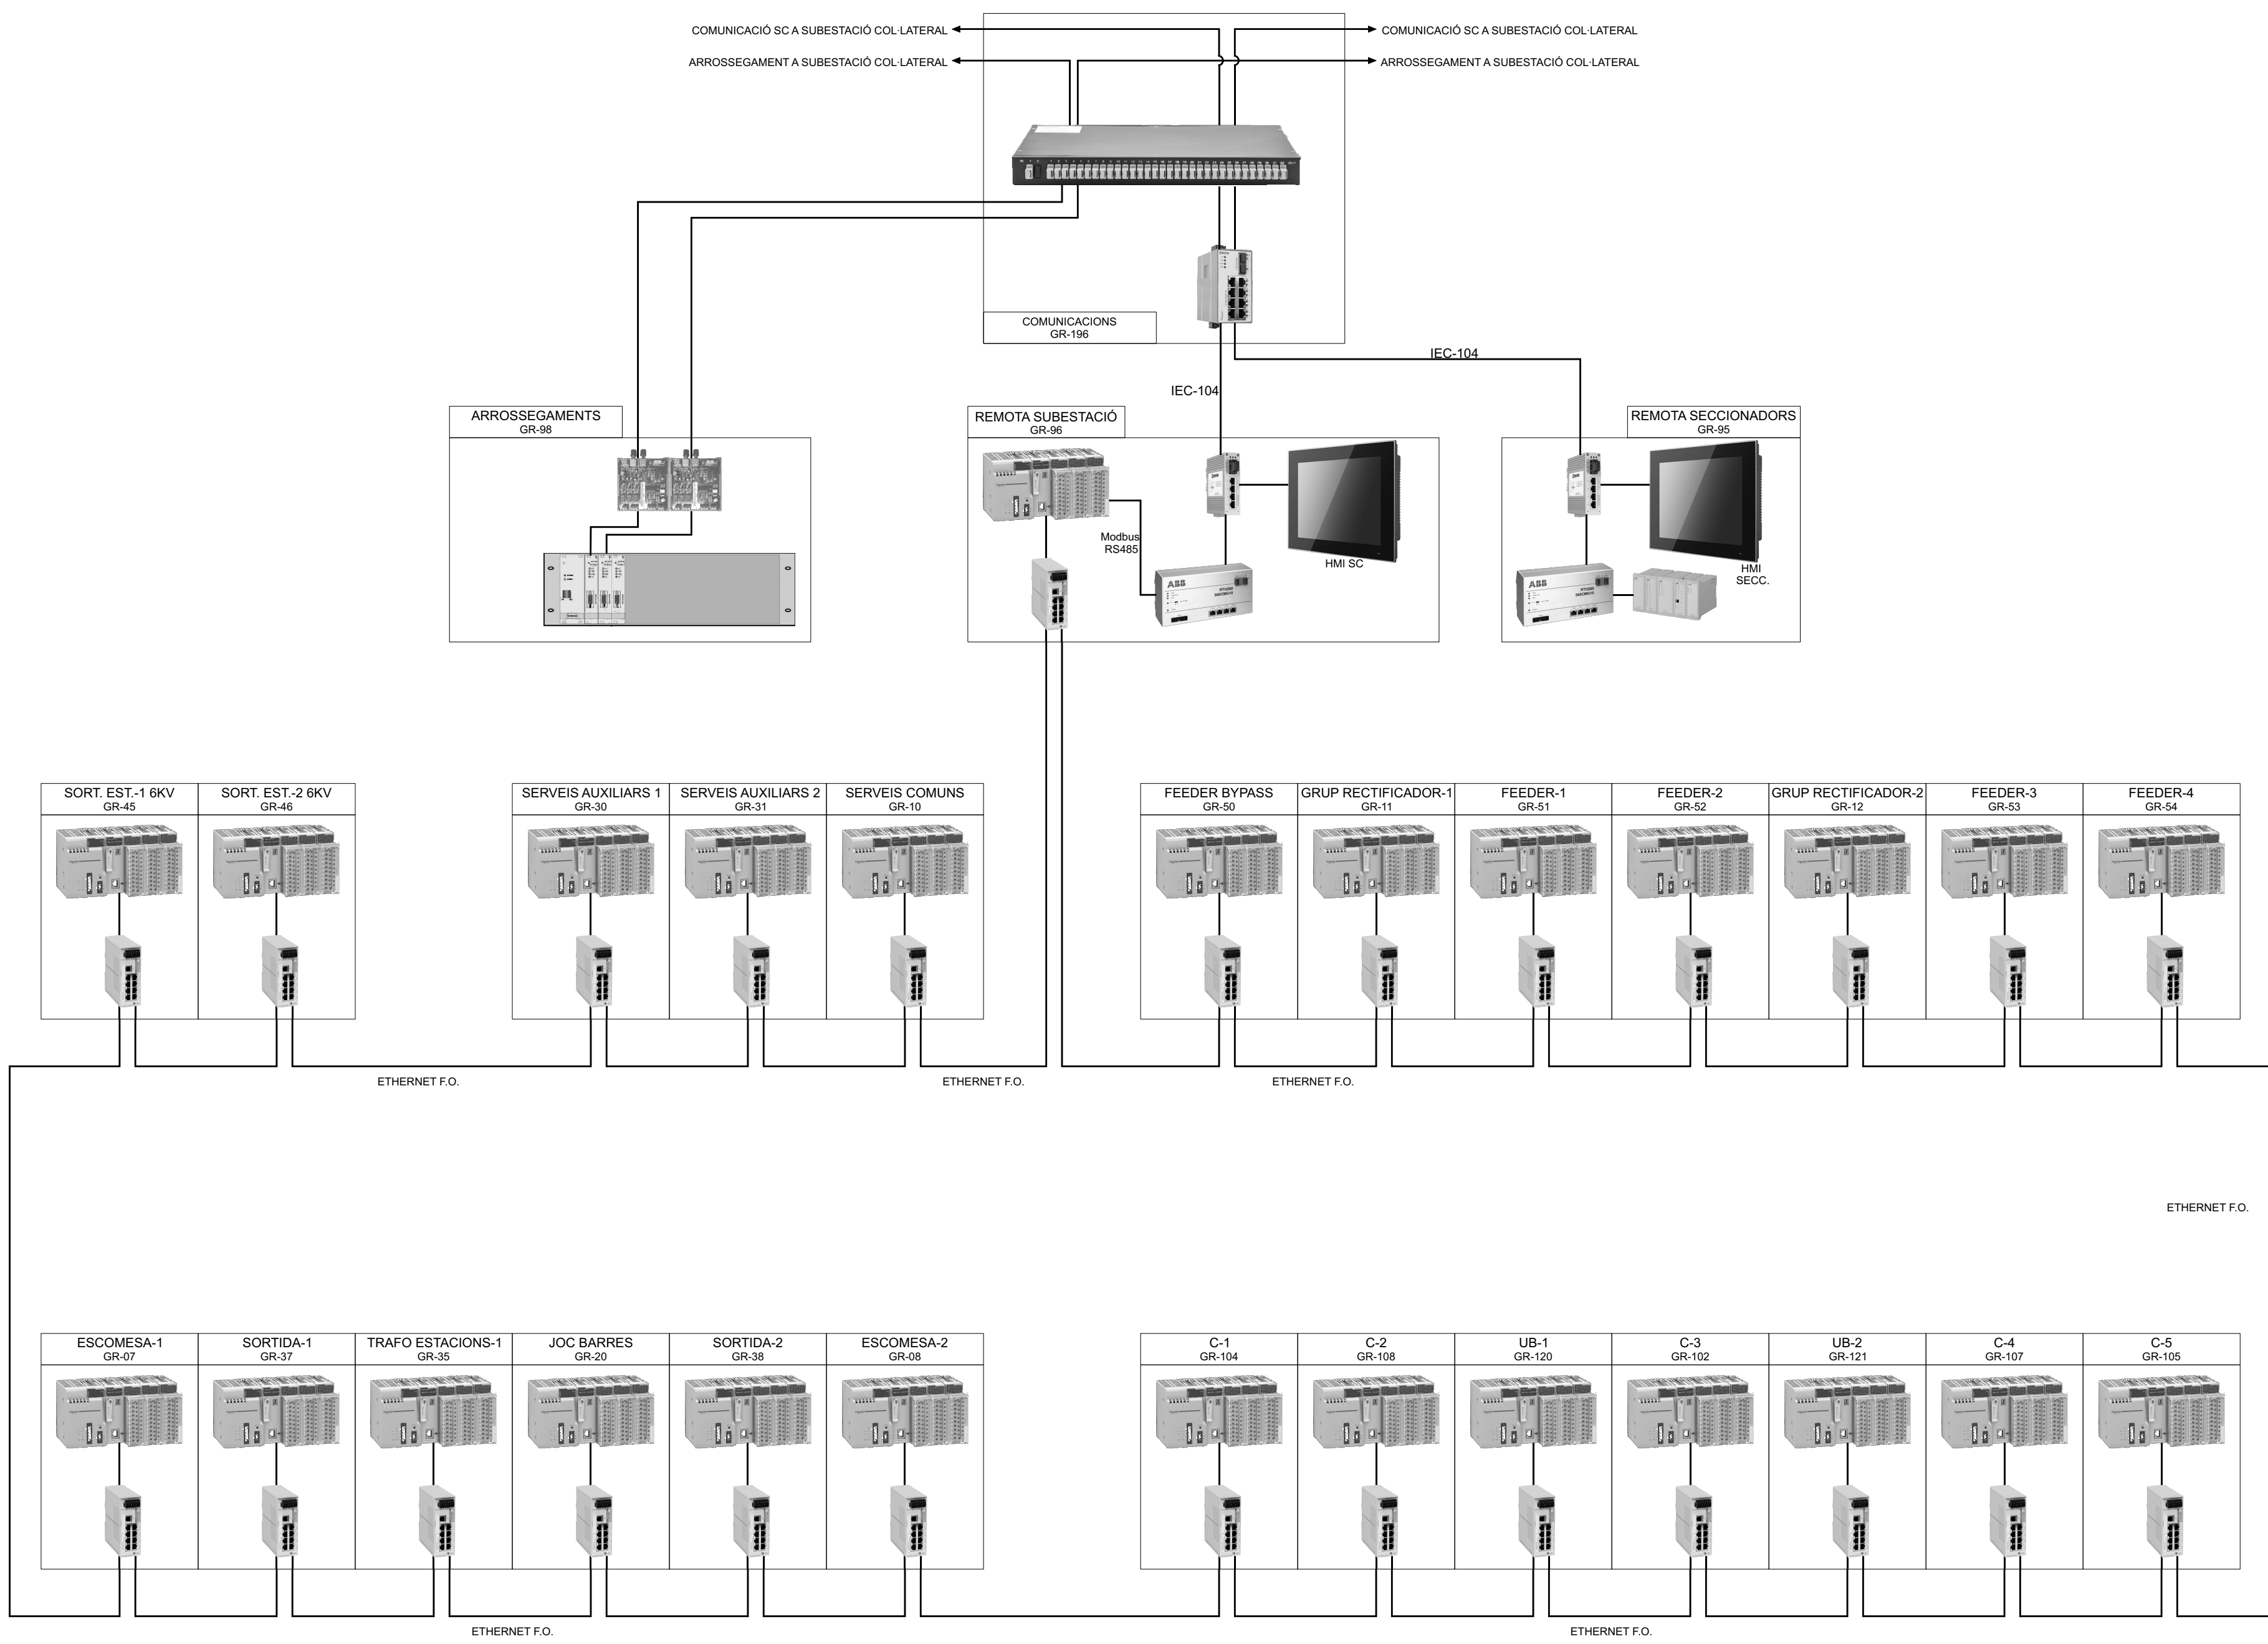 COMUNICACIÓ SC A SUBESTACIÓ COL·LATERAL
COMUNICACIÓ SC A SUBESTACIÓ COL·LATERAL
ARROSSEGAMENT A SUBESTACIÓ COL·LATERAL
ARROSSEGAMENT A SUBESTACIÓ COL·LATERAL
COMUNICACIONS
GR-196
IEC-104
IEC-104
ARROSSEGAMENTS
GR-98
REMOTA SUBESTACIÓ
GR-96
REMOTA SECCIONADORS
GR-95
Modbus
RS485
HMI SC
HMI
SECC.
ABB
ABB
SORT. EST.-1 6KV
GR-45
SORT. EST.-2 6KV
GR-46
SERVEIS AUXILIARS 1
GR-30
SERVEIS AUXILIARS 2
GR-31
SERVEIS COMUNS
GR-10
FEEDER BYPASS
GR-50
GRUP RECTIFICADOR-1
GR-11
FEEDER-1
GR-51
FEEDER-2
GR-52
GRUP RECTIFICADOR-2
GR-12
FEEDER-3
GR-53
FEEDER-4
GR-54
ETHERNET F.O.
ETHERNET F.O.
ETHERNET F.O.
ETHERNET F.O.
ESCOMESA-1
GR-07
SORTIDA-1
GR-37
TRAFO ESTACIONS-1
GR-35
JOC BARRES
GR-20
SORTIDA-2
GR-38
ESCOMESA-2
GR-08
C-1
GR-104
C-2
GR-108
UB-1
GR-120
C-3
GR-102
UB-2
GR-121
C-4
GR-107
C-5
GR-105
ETHERNET F.O.
ETHERNET F.O.